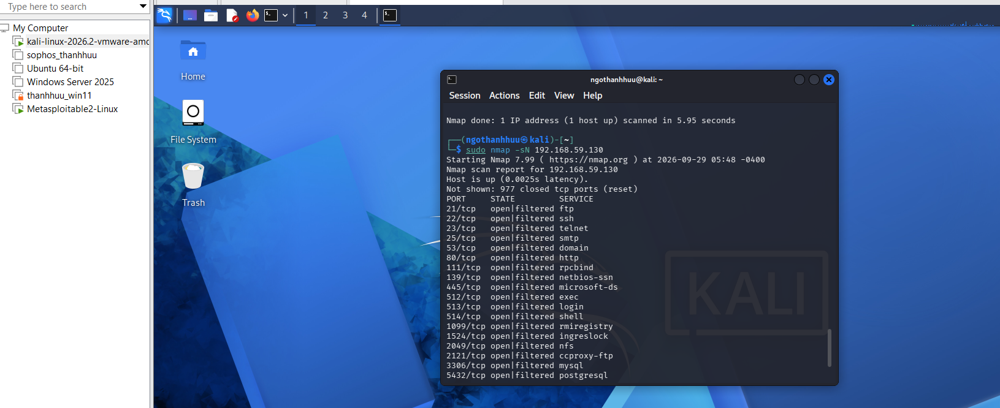 Type here to search
My Computer
kali-linux-2026.2-vmware-amd
sophos_thanhhuu
Ubuntu 64-bit
Windows Server 2025
thanhhuu_win11
Metasploitable2-Linux
1 2 3 4
Home
File System
Trash
ngothanhhuu@kali: ~
Session Actions Edit View Help
Nmap done: 1 IP address (1 host up) scanned in 5.95 seconds
┌──(ngothanhhuu㉿kali)-[~]
└─$ sudo nmap -sN 192.168.59.130
Starting Nmap 7.99 ( https://nmap.org ) at 2026-09-29 05:48 -0400
Nmap scan report for 192.168.59.130
Host is up (0.0025s latency).
Not shown: 977 closed tcp ports (reset)
PORT     STATE         SERVICE
21/tcp   open|filtered ftp
22/tcp   open|filtered ssh
23/tcp   open|filtered telnet
25/tcp   open|filtered smtp
53/tcp   open|filtered domain
80/tcp   open|filtered http
111/tcp  open|filtered rpcbind
139/tcp  open|filtered netbios-ssn
445/tcp  open|filtered microsoft-ds
512/tcp  open|filtered exec
513/tcp  open|filtered login
514/tcp  open|filtered shell
1099/tcp open|filtered rmiregistry
1524/tcp open|filtered ingreslock
2049/tcp open|filtered nfs
2121/tcp open|filtered ccproxy-ftp
3306/tcp open|filtered mysql
5432/tcp open|filtered postgresql
KALI